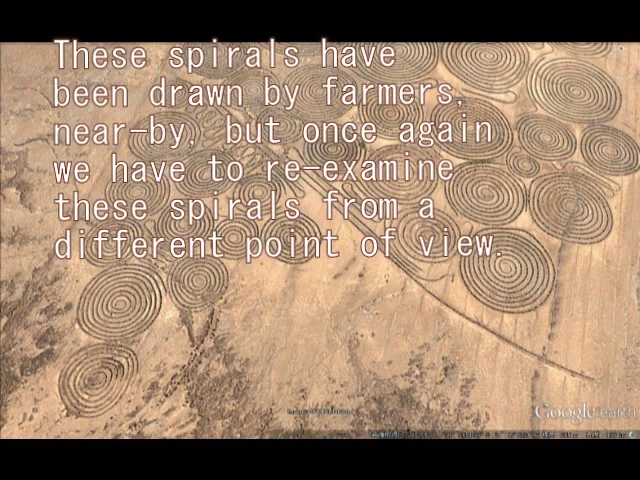 These spirals have
been drawn by farmers,
near-by, but once again
we have to re-examine
these spirals from a
different point of view.
Google earth